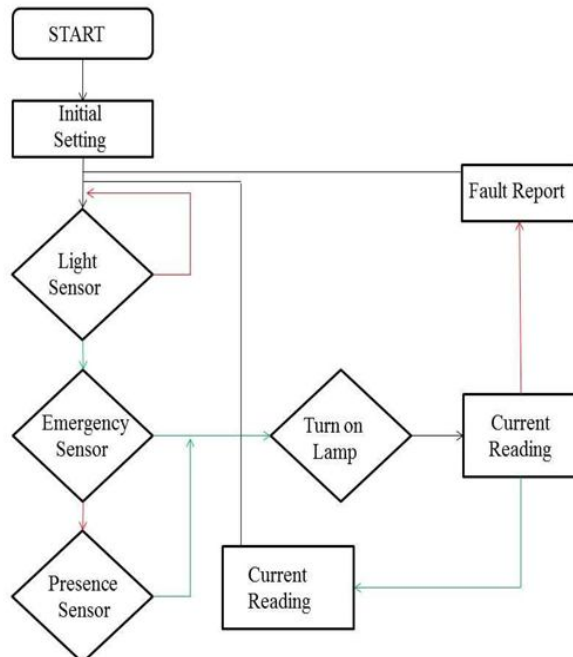 START
Initial
Setting
Fault Report
Light
Sensor
Emergency
Sensor
Turn on
Lamp
Current
Reading
Current
Reading
Presence
Sensor